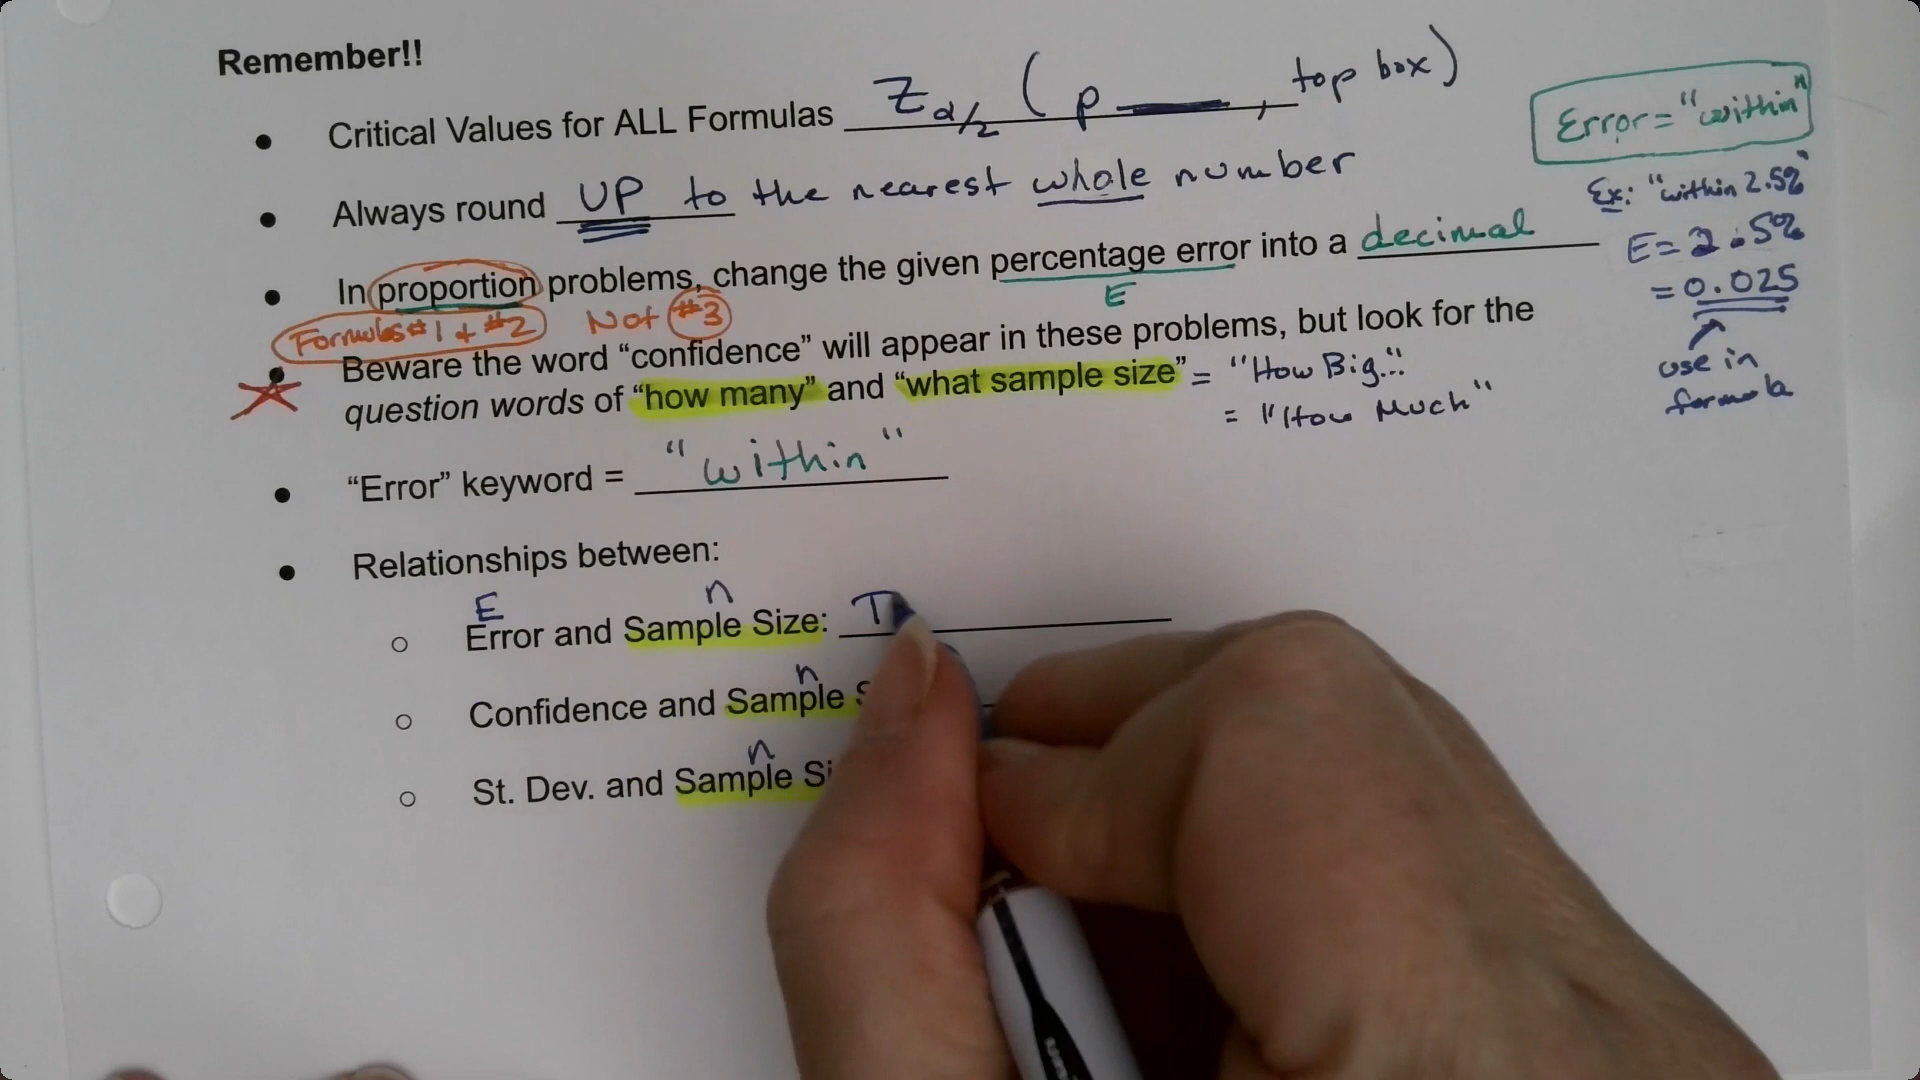 Remember!!
Critical Values for ALL Formulas Zα/2 (p ___, top box)
Error = "within"
Always round UP to the nearest whole number
Ex: "within 2.5%"
In proportion problems, change the given percentage error into a decimal
E = 2.5%
E
= 0.025
Formulas #1 + #2 Not #3
Beware the word “confidence” will appear in these problems, but look for the
question words of “how many” and “what sample size” = "How Big..."
= "How Much"
use in
formula
“Error” keyword = "within"
Relationships between:
E n
Error and Sample Size:
n
Confidence and Sample
n
St. Dev. and Sample